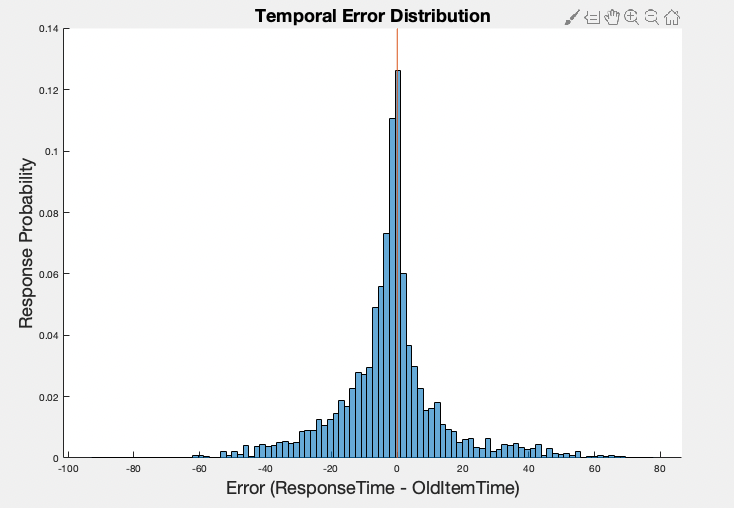 Temporal Error Distribution
0.14
0.12
0.1
0.08
0.06
0.04
0.02
0
Response Probability
-100 -80 -60 -40 -20 0 20 40 60 80
Error (ResponseTime - OldItemTime)